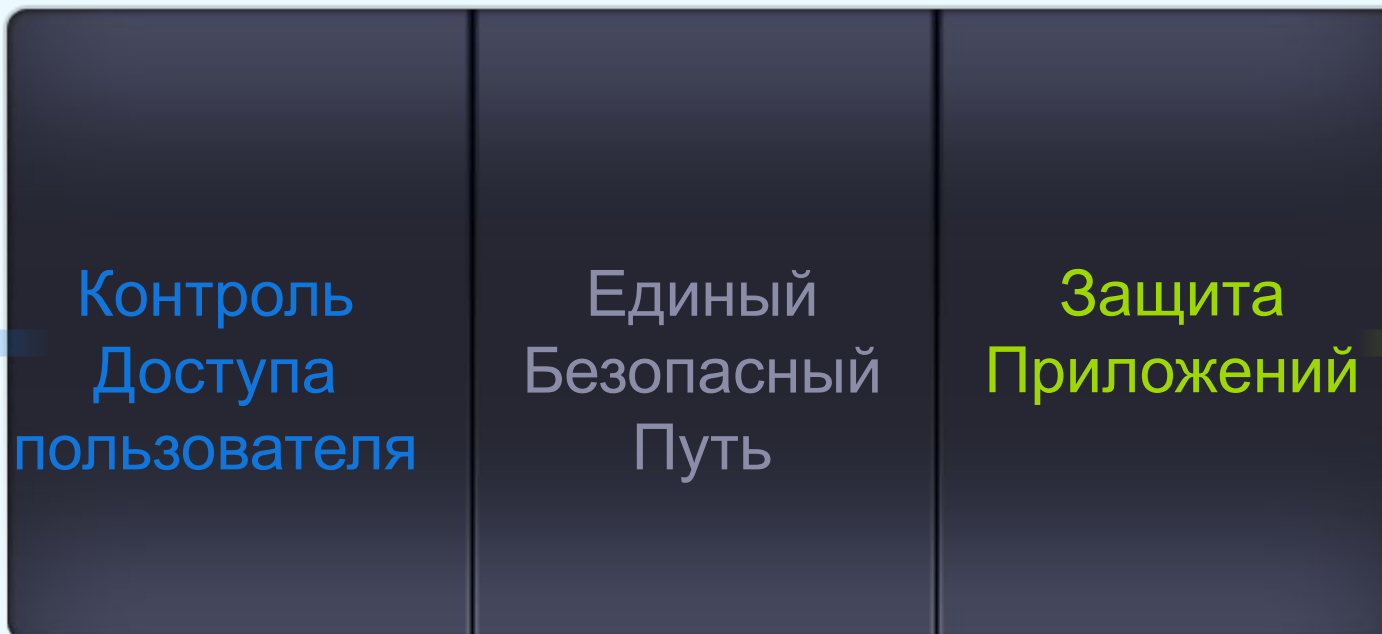 Контроль
Доступа
пользователя
Единый
Безопасный
Путь
Защита
Приложений